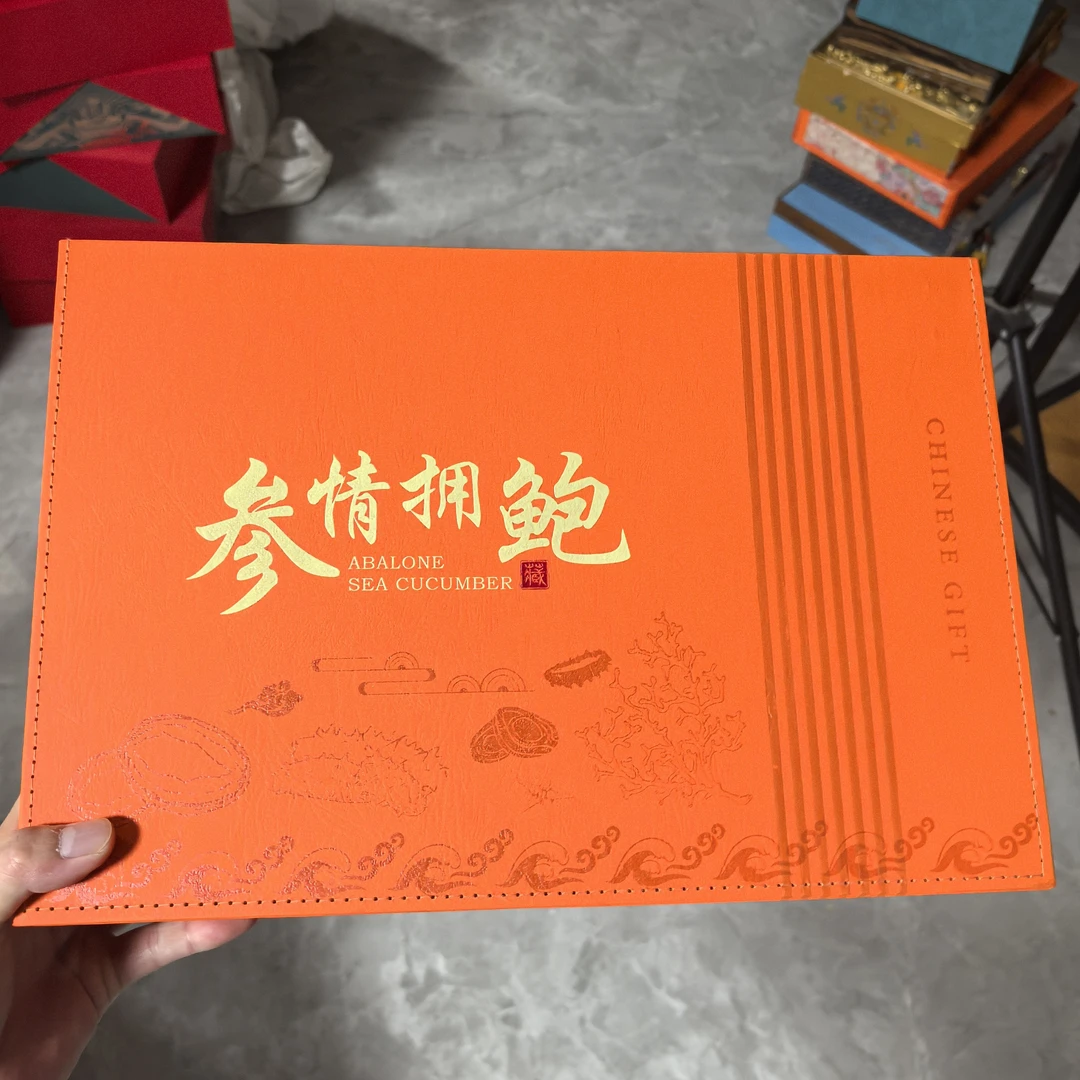 参情拥鲍
ABALONE
SEA CUCUMBER
藏
CHINESE GIFT